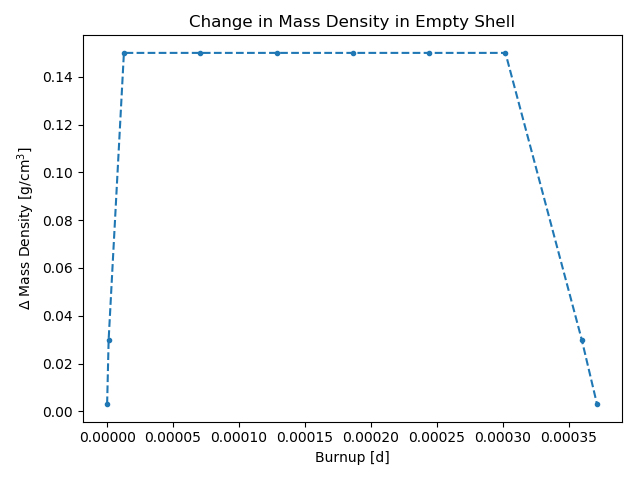 Change in Mass Density in Empty Shell
Δ Mass Density [g/cm³]
0.14
0.12
0.10
0.08
0.06
0.04
0.02
0.00
0.00000 0.00005 0.00010 0.00015 0.00020 0.00025 0.00030 0.00035
Burnup [d]